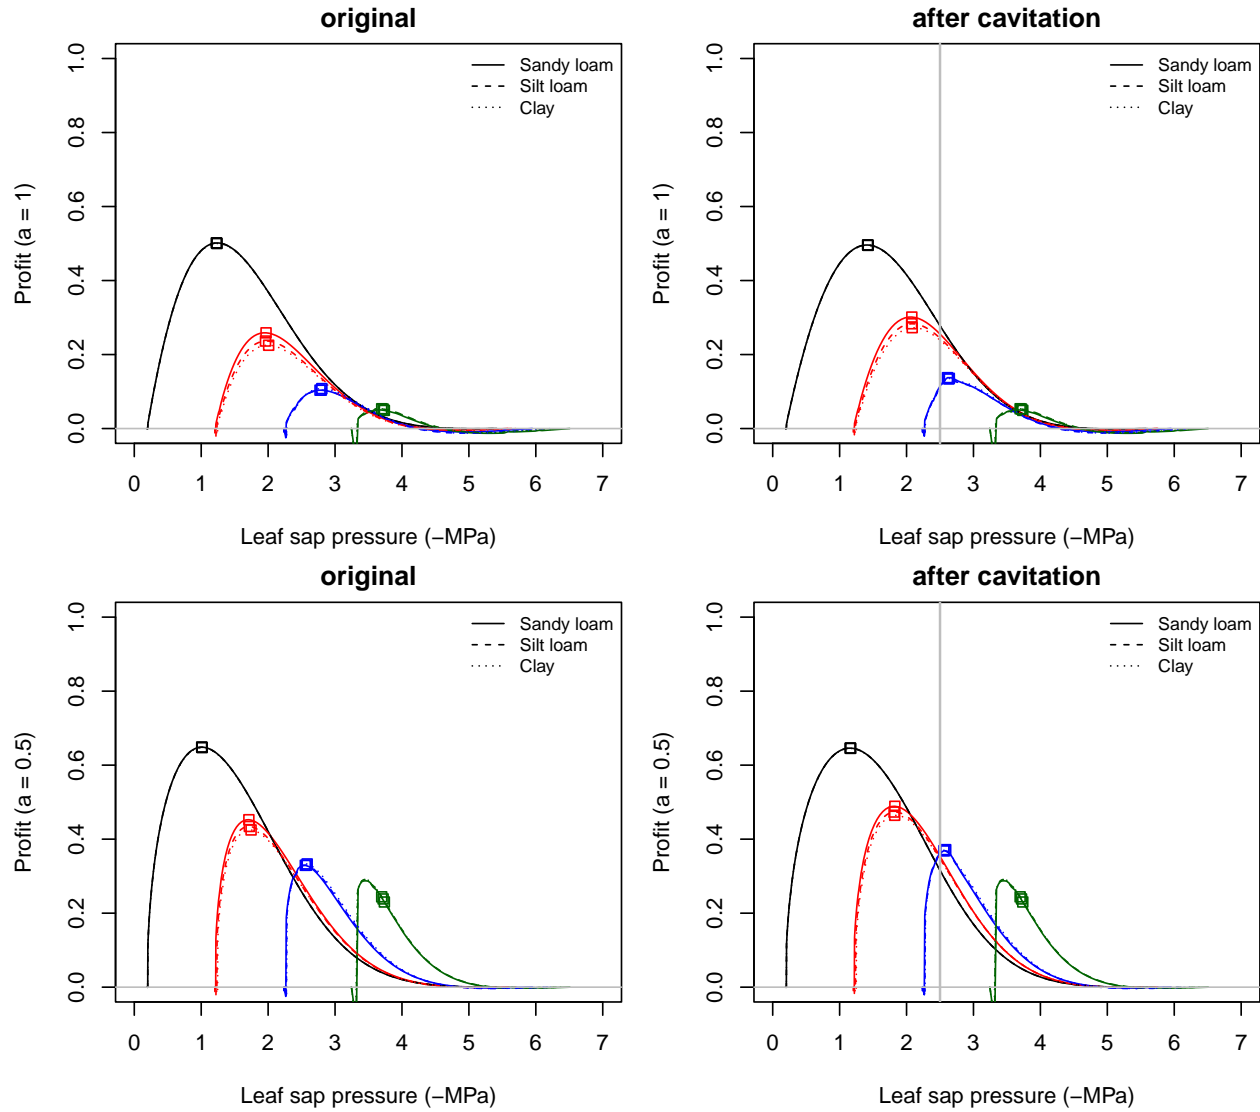 original
1.0
0.8
0.6
0.4
0.2
0.0
Profit (a = 1)
Sandy loam
Silt loam
Clay
0 1 2 3 4 5 6 7
Leaf sap pressure (−MPa)
after cavitation
1.0
0.8
0.6
0.4
0.2
0.0
Profit (a = 1)
Sandy loam
Silt loam
Clay
0 1 2 3 4 5 6 7
Leaf sap pressure (−MPa)
original
1.0
0.8
0.6
0.4
0.2
0.0
Profit (a = 0.5)
Sandy loam
Silt loam
Clay
0 1 2 3 4 5 6 7
Leaf sap pressure (−MPa)
after cavitation
1.0
0.8
0.6
0.4
0.2
0.0
Profit (a = 0.5)
Sandy loam
Silt loam
Clay
0 1 2 3 4 5 6 7
Leaf sap pressure (−MPa)